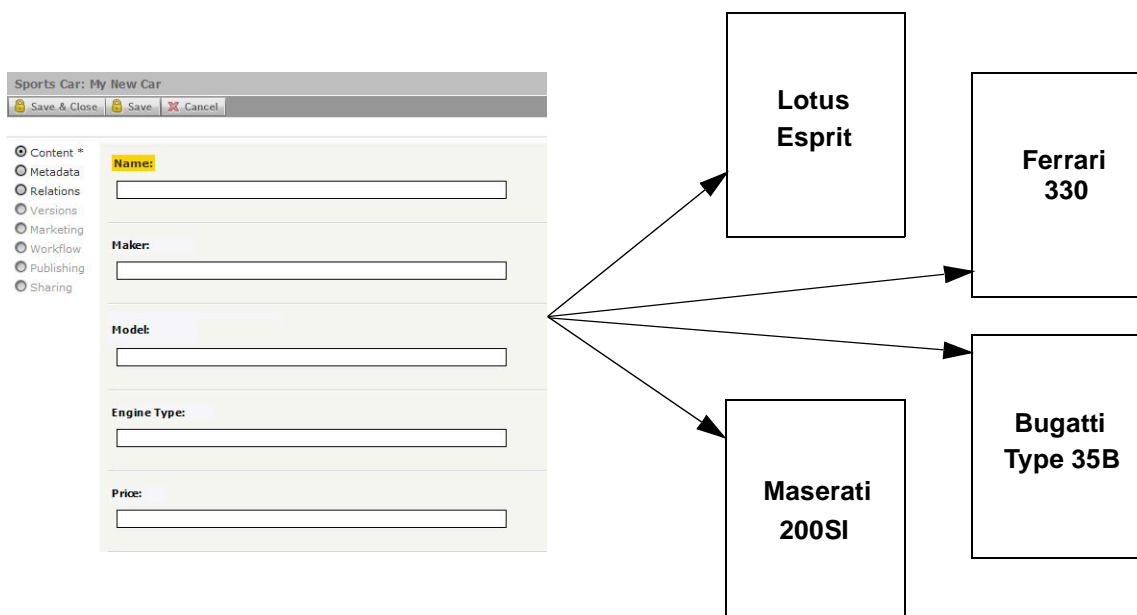 Sports Car: My New Car
Save & Close Save Cancel
Content *
Metadata
Relations
Versions
Marketing
Workflow
Publishing
Sharing
Name:
Maker:
Model:
Engine Type:
Price:
Lotus
Esprit
Ferrari
330
Bugatti
Type 35B
Maserati
200SI